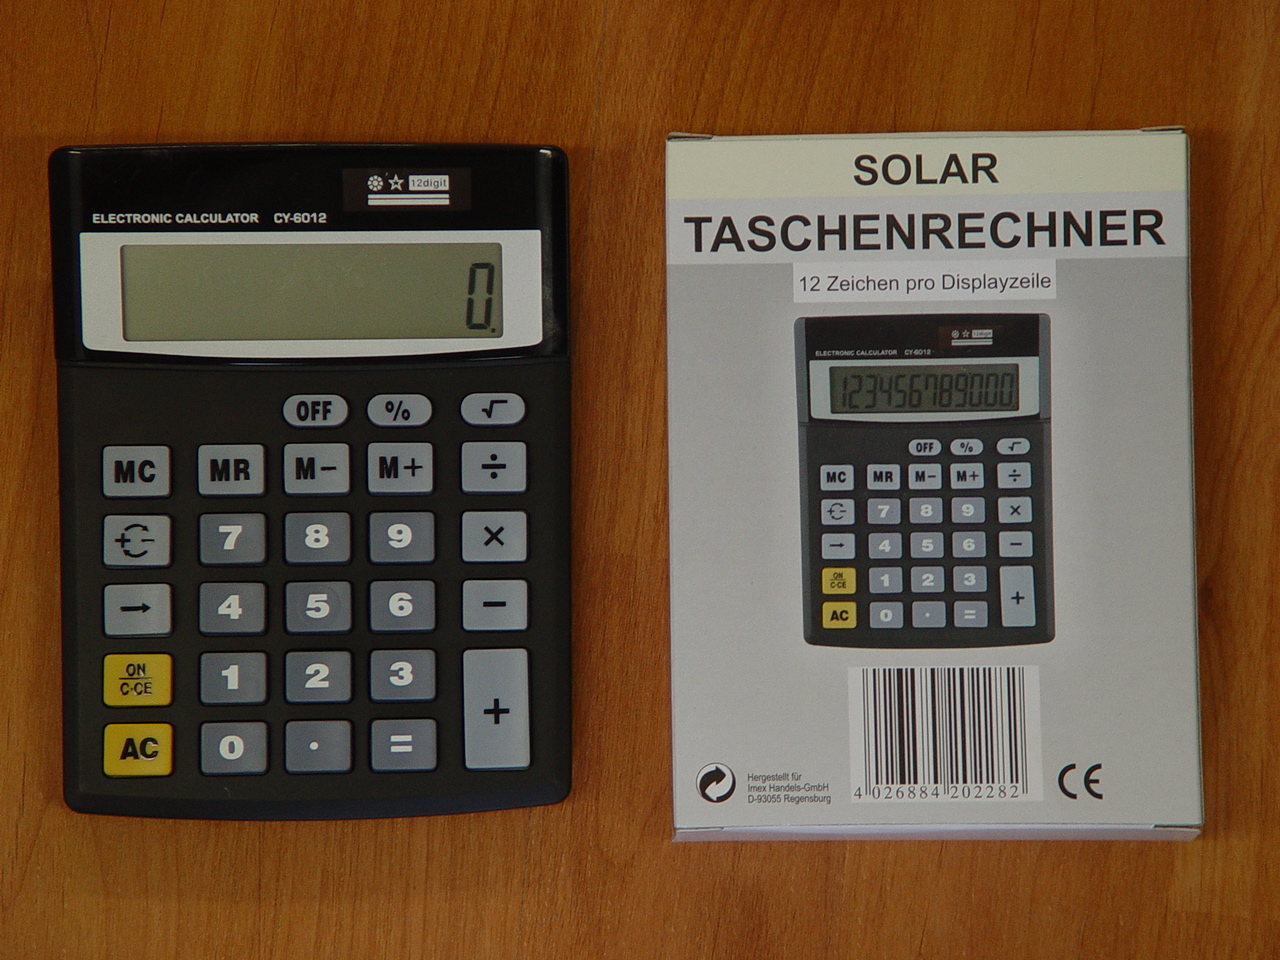 12digit
ELECTRONIC CALCULATOR CY-6012
0.
OFF % √
MC MR M− M+ ÷
+− 7 8 9 ×
→ 4 5 6 −
ON
C·CE 1 2 3 +
AC 0 · =
SOLAR
TASCHENRECHNER
12 Zeichen pro Displayzeile
12digit
ELECTRONIC CALCULATOR CY-6012
123456789000
OFF % √
MC MR M− M+ ÷
+− 7 8 9 ×
→ 4 5 6 −
ON
C·CE 1 2 3 +
AC 0 · =
Hergestellt für
Imex Handels-GmbH
D-93055 Regensburg
4 026884 202282
CE